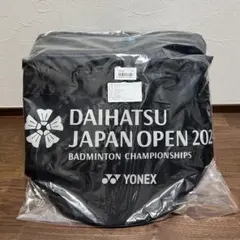 DAIHATSU
JAPAN OPEN 202
BADMINTON CHAMPIONSHIPS
YONEX